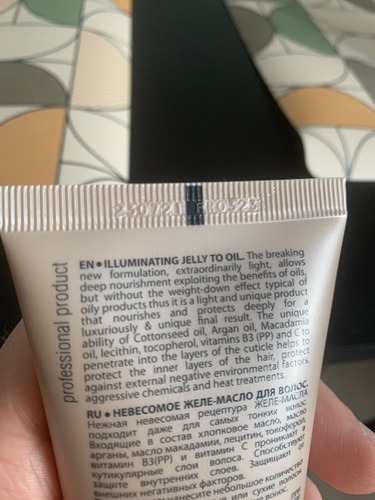 professional product
EN • ILLUMINATING JELLY TO OIL. The breaking
new formulation, extraordinarily light, allows
deep nourishment exploiting the benefits of oils,
but without the weight-down effect typical of
oily products thus it is a light and unique product
that nourishes and protects deeply for a
luxuriously & unique final result. The unique
ability of Cottonseed oil, Argan oil, Macadamia
oil, lecithin, tocopherol, vitamins B3 (PP) and C to
penetrate into the layers of the cuticle helps to
protect the inner layers of the hair, protect
against external negative environmental factors,
aggressive chemicals and heat treatments.
RU • НЕВЕСОМОЕ ЖЕЛЕ-МАСЛО ДЛЯ ВОЛОС.
Нежная невесомая рецептура ЖЕЛЕ-МАСЛА
подходит даже для самых тонких волос.
Входящие в состав хлопковое масло, масло
арганы, масло макадамии, лецитин, токоферол,
витамин B3(PP) и витамин C проникают в
кутикулярные слои волоса. Способствуют
защите внутренних слоев. Защищают от
внешних негативных факторов.
нанесите небольшое количество
или сухие волосы.